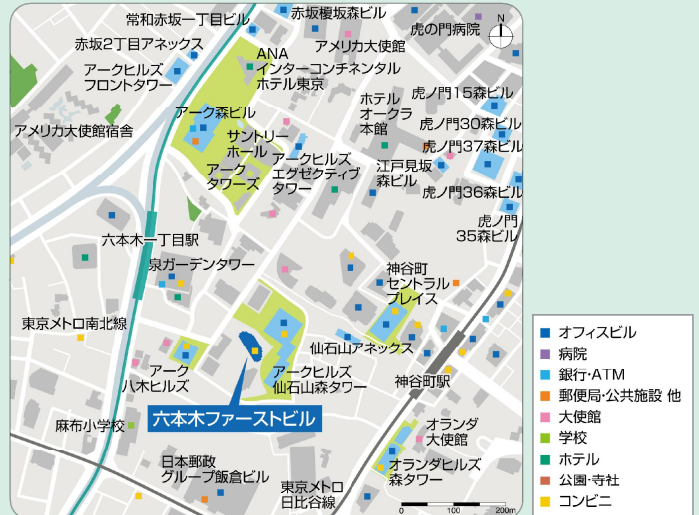 常和赤坂一丁目ビル
赤坂榎坂森ビル
虎の門病院
N
赤坂2丁目アネックス
アメリカ大使館
ANA
インターコンチネンタル
ホテル東京
アークヒルズ
フロントタワー
ホテル
オークラ
本館
虎ノ門15森ビル
アーク森ビル
虎ノ門30森ビル
アメリカ大使館宿舎
サントリー
ホール
虎ノ門37森ビル
アークヒルズ
エグゼクティブ
タワー
江戸見坂
森ビル
アーク
タワーズ
虎ノ門36森ビル
虎ノ門
35森ビル
六本木一丁目駅
泉ガーデンタワー
神谷町
セントラル
プレイス
東京メトロ南北線
仙石山アネックス
アーク
八木ヒルズ
アークヒルズ
仙石山森タワー
神谷町駅
六本木ファーストビル
麻布小学校
オランダ
大使館
日本郵政
グループ飯倉ビル
オランダヒルズ
森タワー
東京メトロ
日比谷線
0 100 200m
オフィスビル
病院
銀行・ATM
郵便局・公共施設 他
大使館
学校
ホテル
公園・寺社
コンビニ